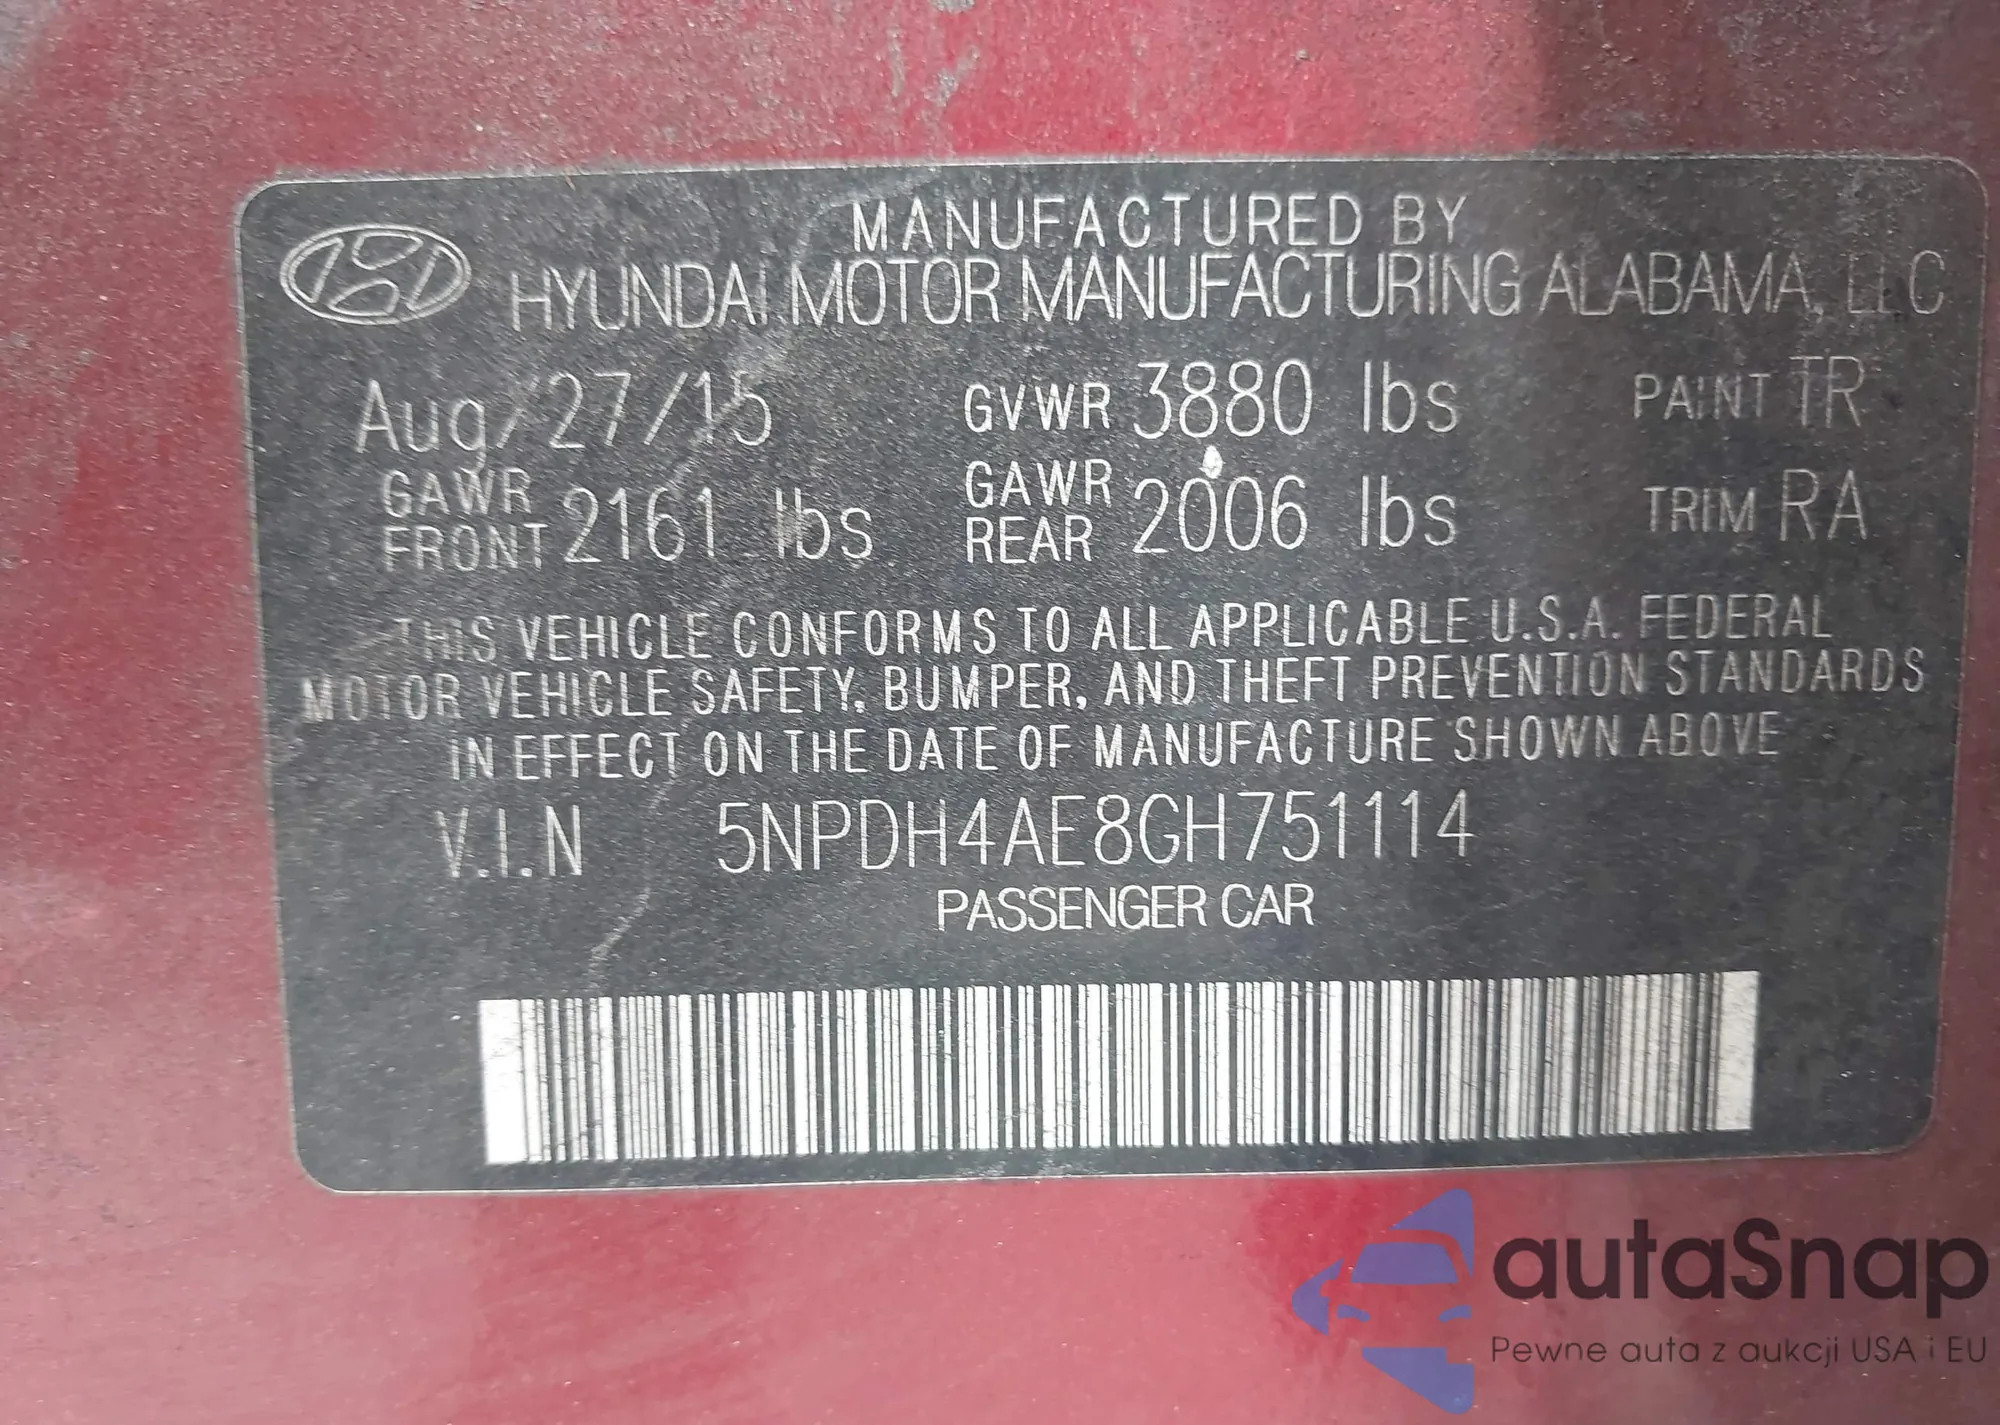 MANUFACTURED BY
HYUNDAI MOTOR MANUFACTURING ALABAMA, LLC
Aug/27/15 GVWR 3880 lbs PAINT TR
GAWR FRONT 2161 lbs GAWR REAR 2006 lbs TRIM RA
THIS VEHICLE CONFORMS TO ALL APPLICABLE U.S.A. FEDERAL
MOTOR VEHICLE SAFETY, BUMPER, AND THEFT PREVENTION STANDARDS
IN EFFECT ON THE DATE OF MANUFACTURE SHOWN ABOVE
V.I.N 5NPDH4AE8GH751114
PASSENGER CAR
autaSnap
Pewne auta z aukcji USA i EU